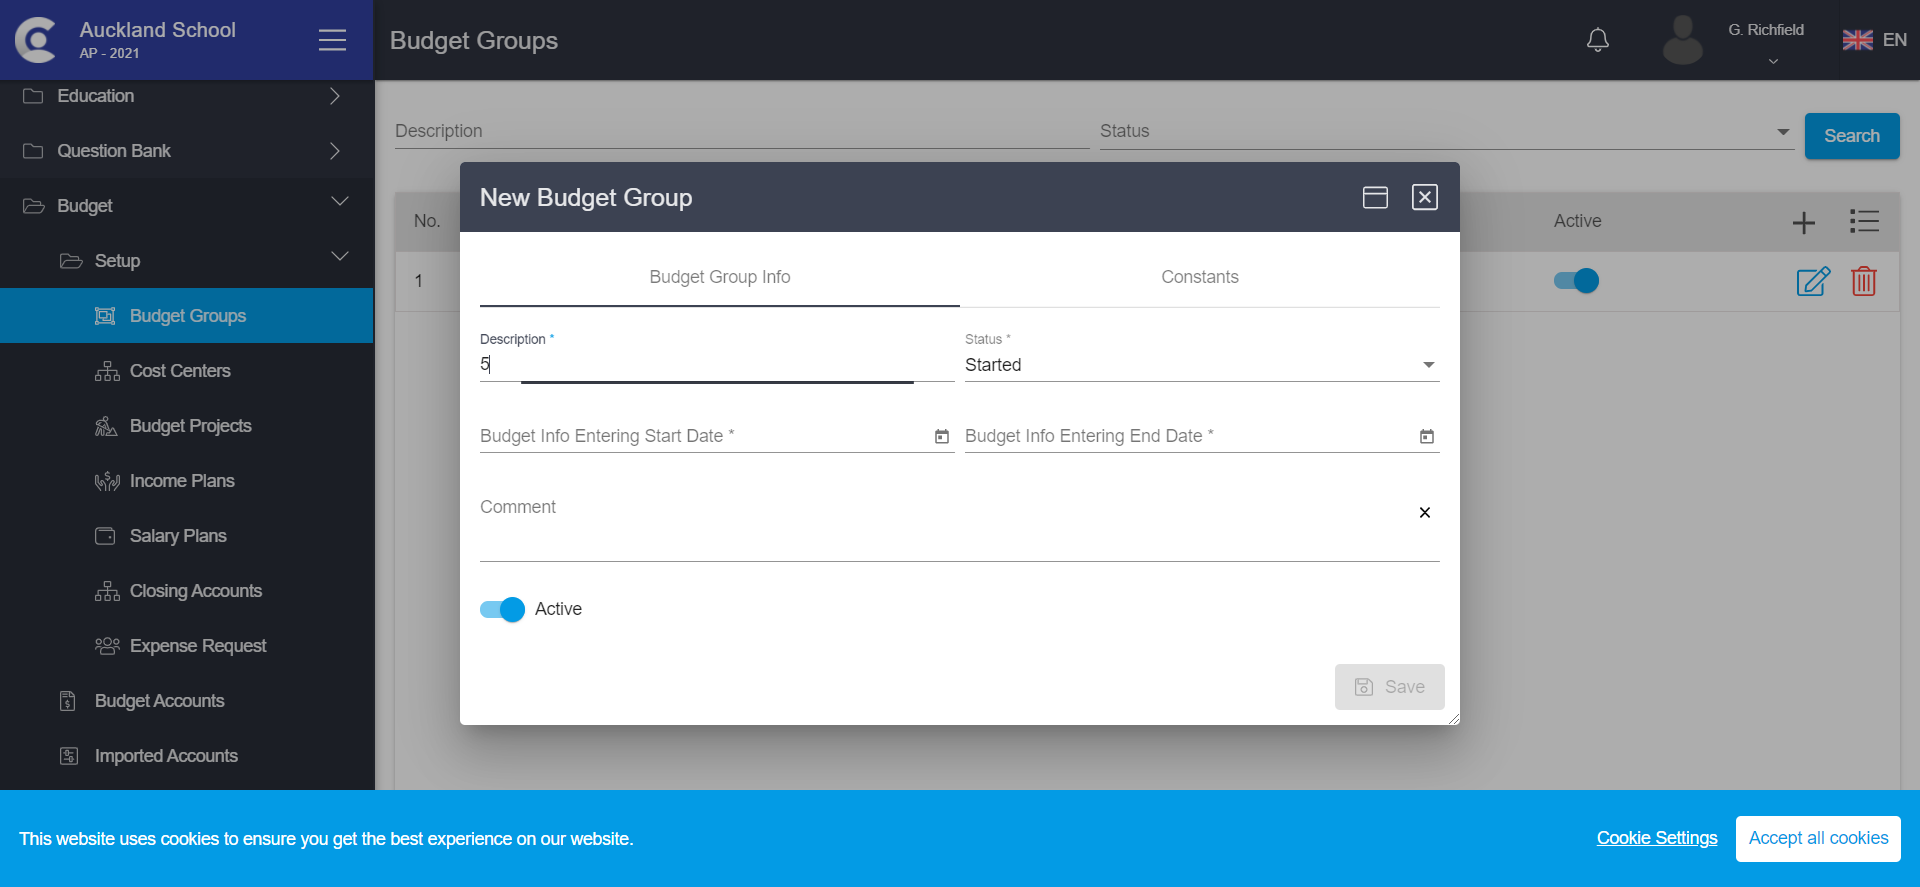 Auckland School
AP - 2021
Budget Groups
G. Richfield
EN
Education
Question Bank
Budget
Setup
Budget Groups
Cost Centers
Budget Projects
Income Plans
Salary Plans
Closing Accounts
Expense Request
Budget Accounts
Imported Accounts
Description
Status
Search
No.
Active
1
New Budget Group
Budget Group Info
Constants
Description *
5
Status *
Started
Budget Info Entering Start Date *
Budget Info Entering End Date *
Comment
Active
Save
This website uses cookies to ensure you get the best experience on our website.
Cookie Settings
Accept all cookies